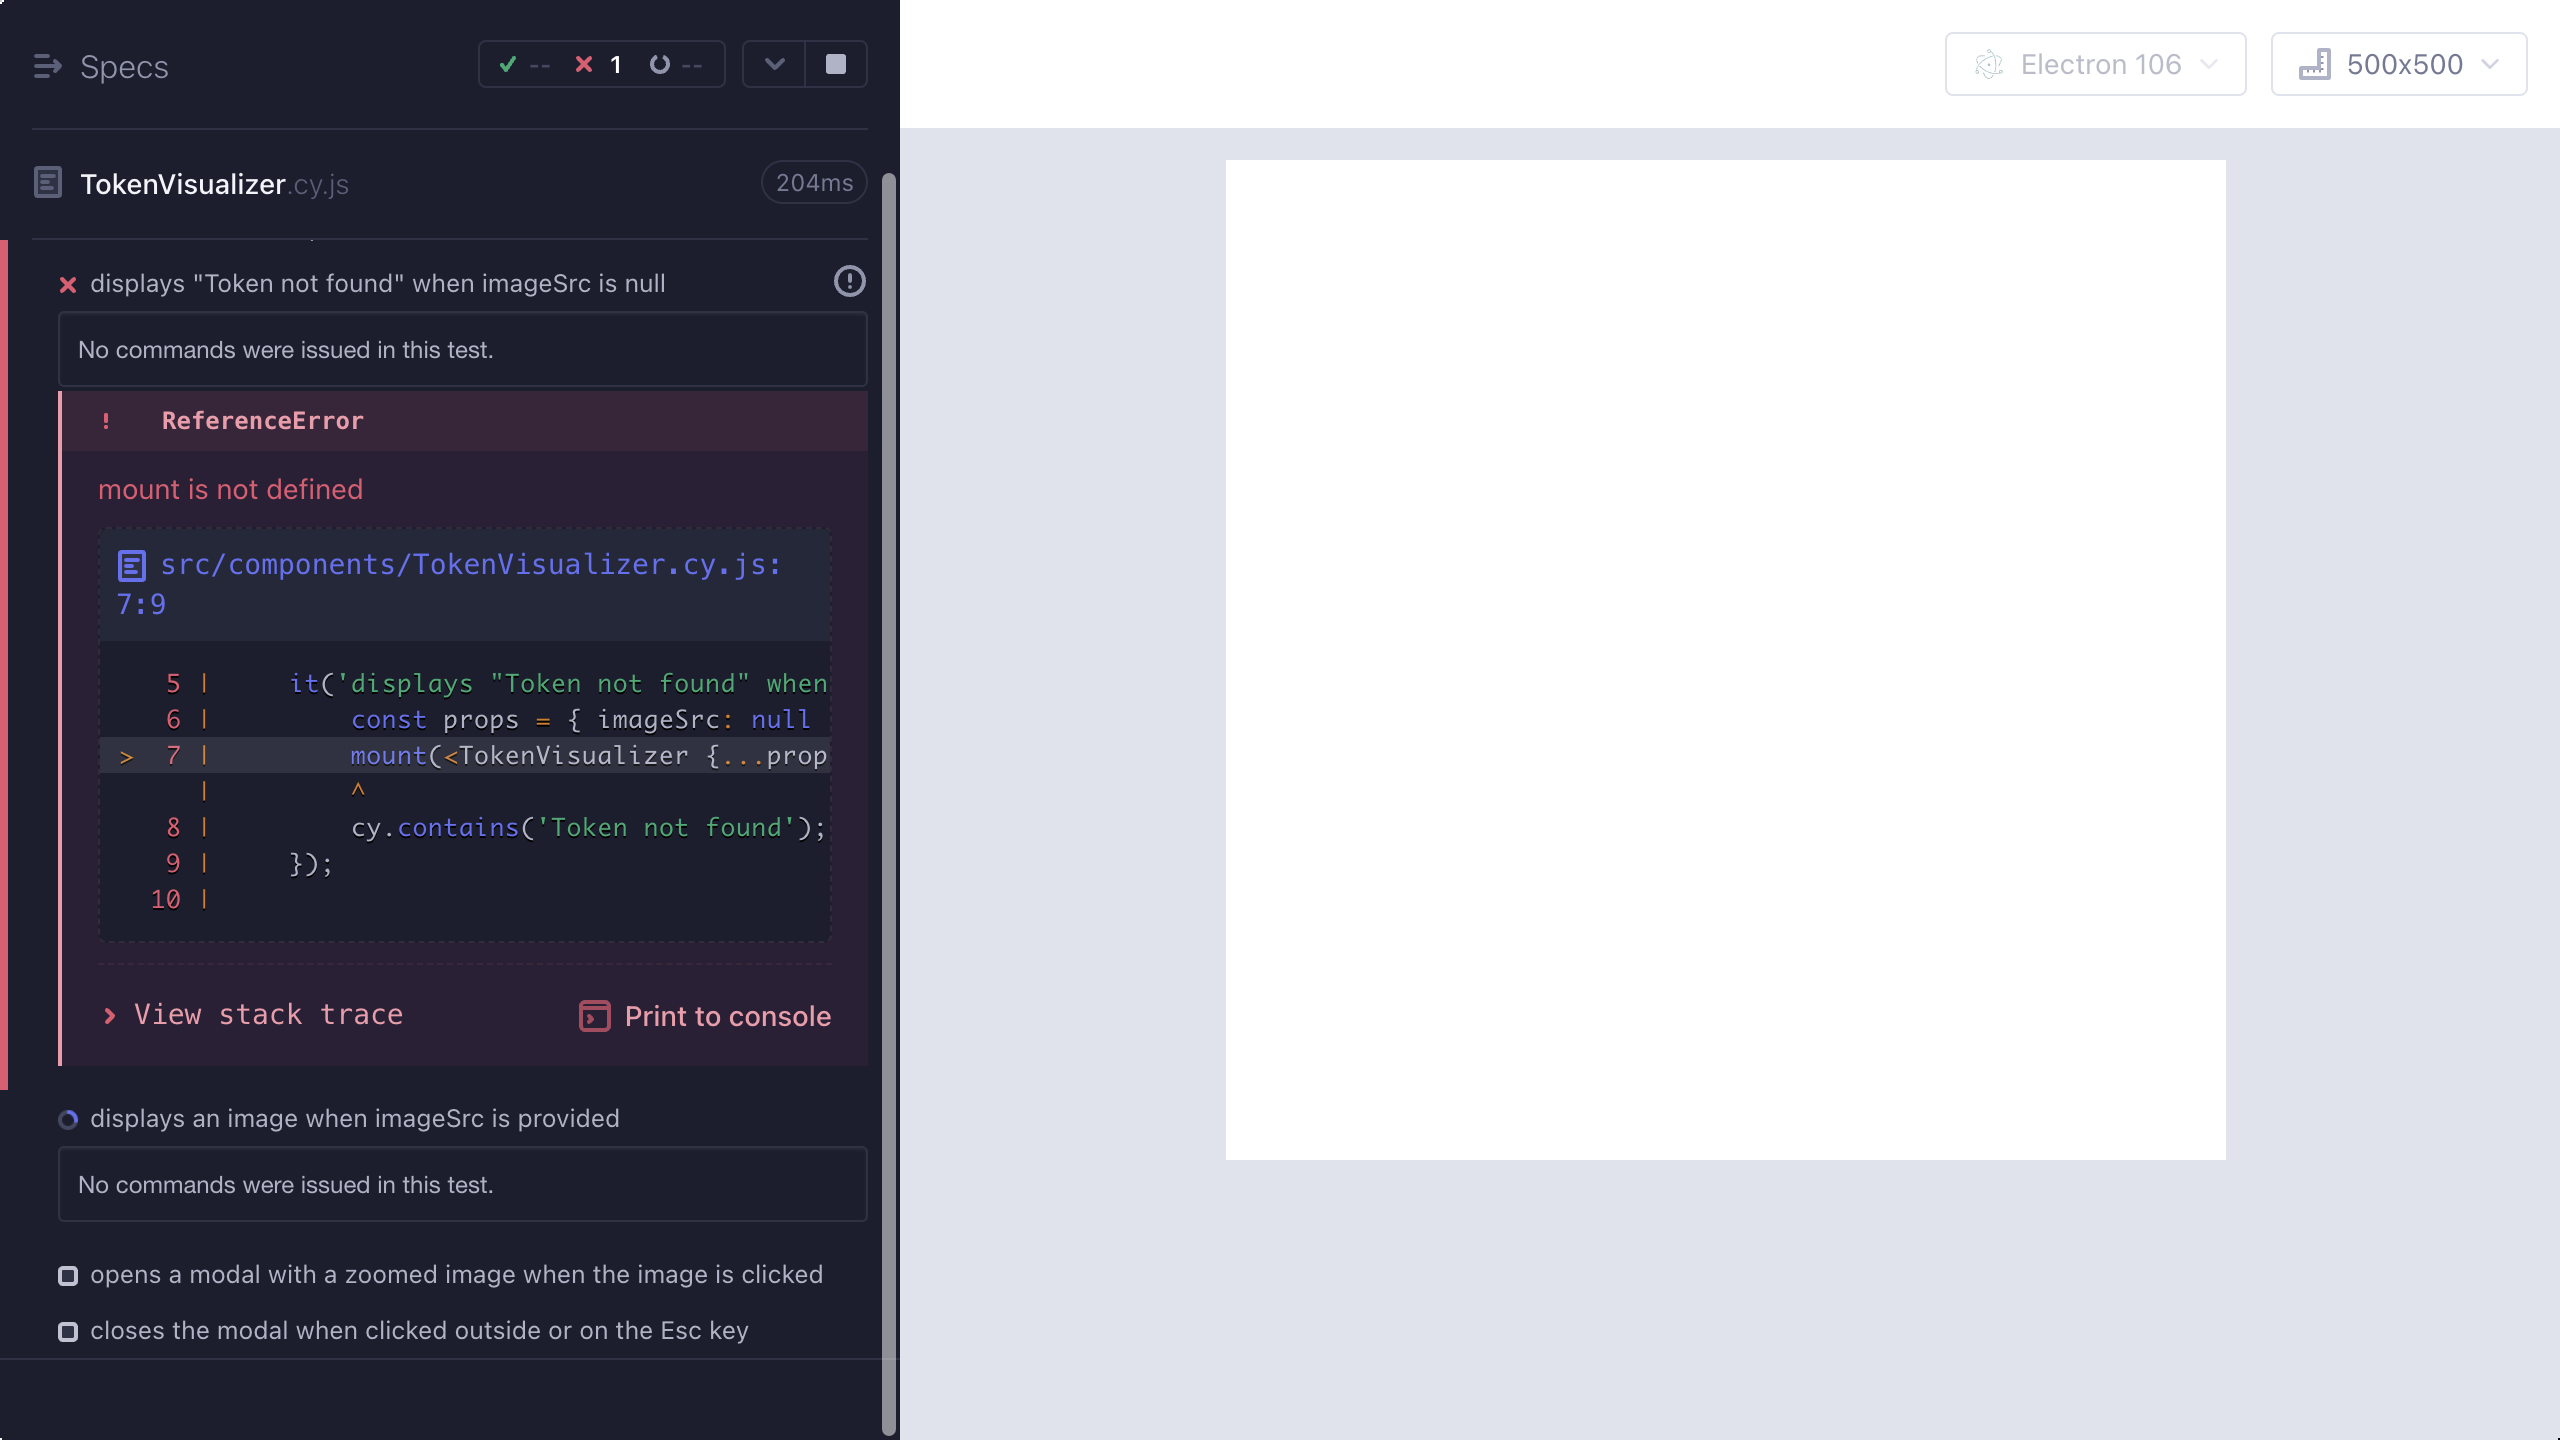 Specs
-- 1 --
TokenVisualizer.cy.js
204ms
displays "Token not found" when imageSrc is null
No commands were issued in this test.
! ReferenceError
mount is not defined
src/components/TokenVisualizer.cy.js:
7:9
5 | it('displays "Token not found" when
6 | const props = { imageSrc: null
> 7 | mount(<TokenVisualizer {...prop
| ^
8 | cy.contains('Token not found');
9 | });
10 |
View stack trace
Print to console
displays an image when imageSrc is provided
No commands were issued in this test.
opens a modal with a zoomed image when the image is clicked
closes the modal when clicked outside or on the Esc key
Electron 106
500x500